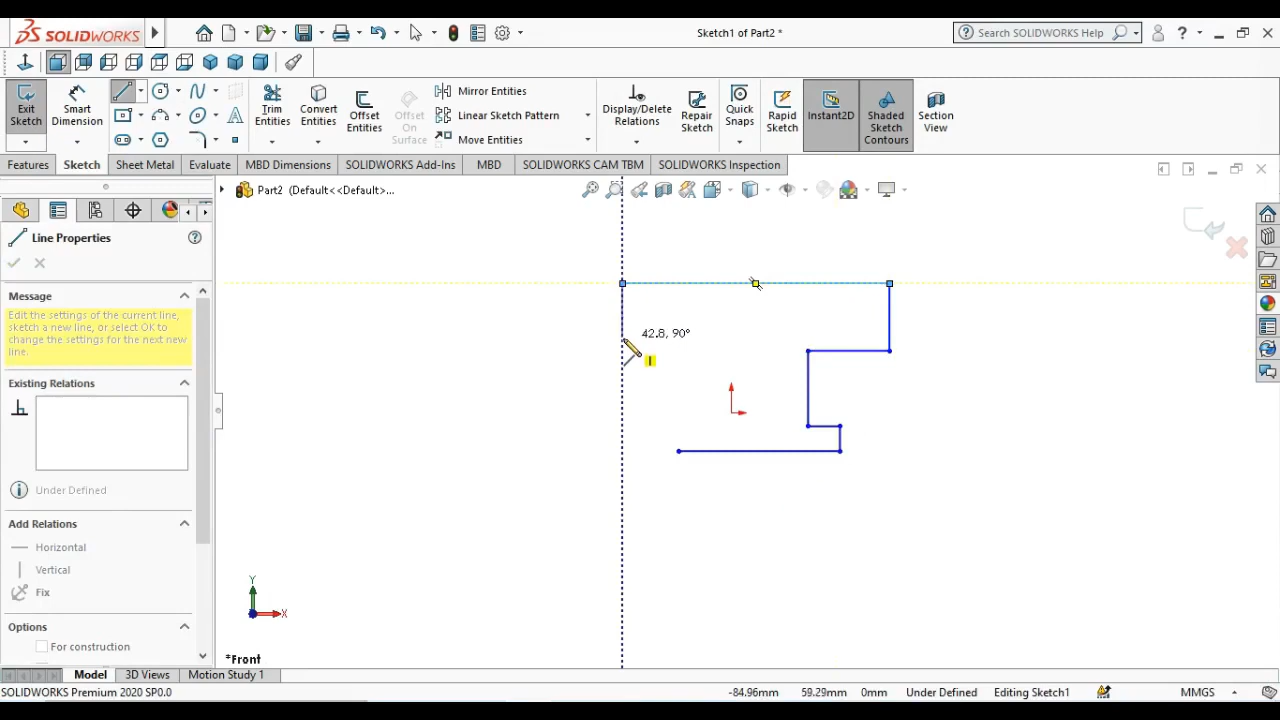 SOLIDWORKS
Sketch1 of Part2 *
Search SOLIDWORKS Help
Exit Sketch
Smart Dimension
Trim Entities
Convert Entities
Offset Entities
Offset On Surface
Mirror Entities
Linear Sketch Pattern
Move Entities
Display/Delete Relations
Repair Sketch
Quick Snaps
Rapid Sketch
Instant2D
Shaded Sketch Contours
Section View
Features
Sketch
Sheet Metal
Evaluate
MBD Dimensions
SOLIDWORKS Add-Ins
MBD
SOLIDWORKS CAM TBM
SOLIDWORKS Inspection
Part2 (Default<<Default>...
Line Properties
Message
Edit the settings of the current line,
sketch a new line, or select OK to
change the settings for the next new
line.
Existing Relations
Under Defined
Add Relations
Horizontal
Vertical
Fix
Options
For construction
42.8, 90°
Y
X
*Front
Model
3D Views
Motion Study 1
SOLIDWORKS Premium 2020 SP0.0
-84.96mm
59.29mm
0mm
Under Defined
Editing Sketch1
MMGS